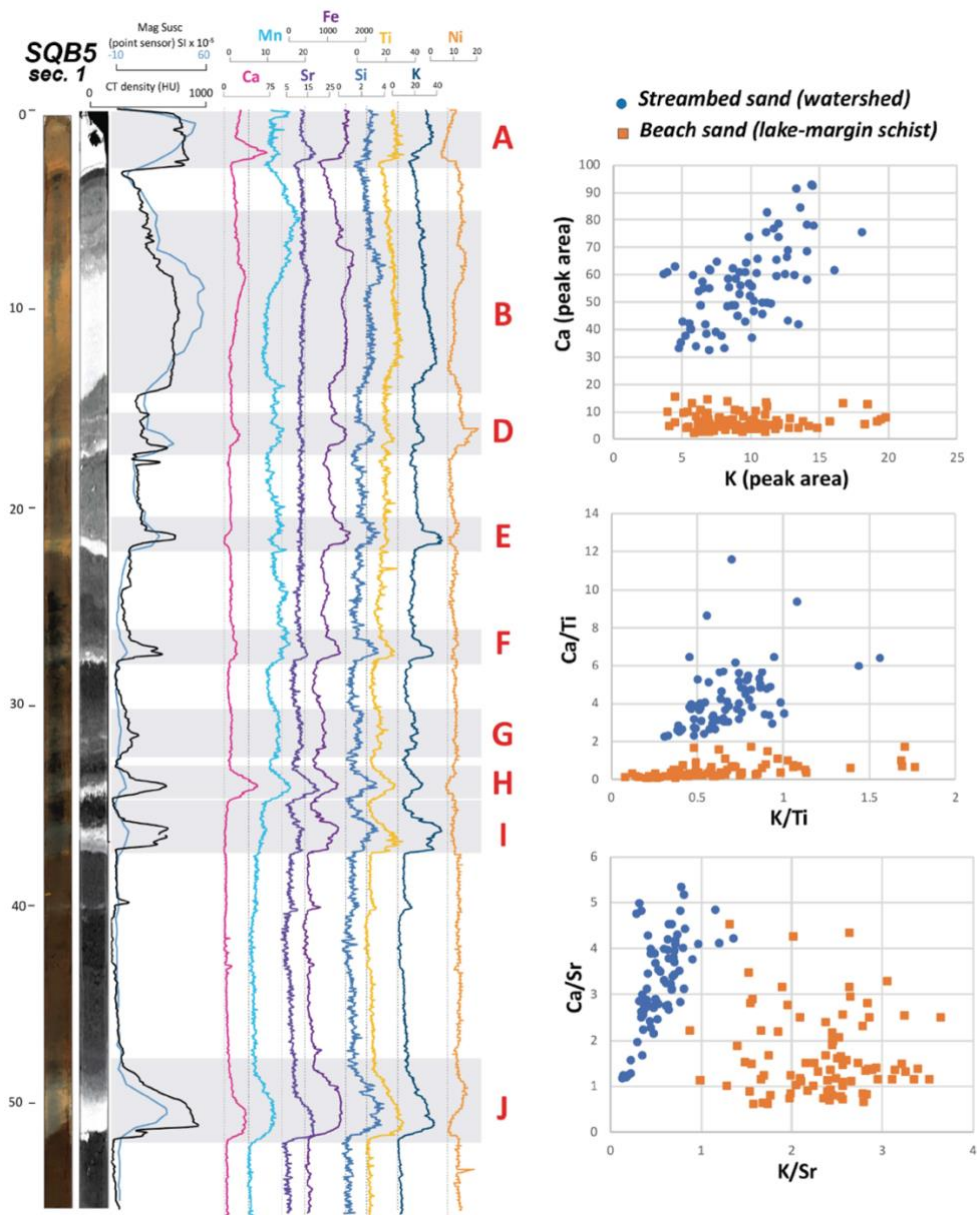 SQB5
sec. 1
Mag Susc
(point sensor) SI x 10⁻⁵
-10 60
CT density (HU)
0 1000
Fe
0 1000 2000
Mn Ti Ni
0 10 20 0 20 40 0 20
Ca Sr Si K
0 75 5 15 25 0 2 4 0 20 40
0
10
20
30
40
50
A
B
D
E
F
G
H
I
J
Streambed sand (watershed)
Beach sand (lake-margin schist)
Ca (peak area)
100
90
80
70
60
50
40
30
20
10
0
0 5 10 15 20 25
K (peak area)
Ca/Ti
14
12
10
8
6
4
2
0
0 0.5 1 1.5 2
K/Ti
Ca/Sr
6
5
4
3
2
1
0
0 1 2 3 4
K/Sr